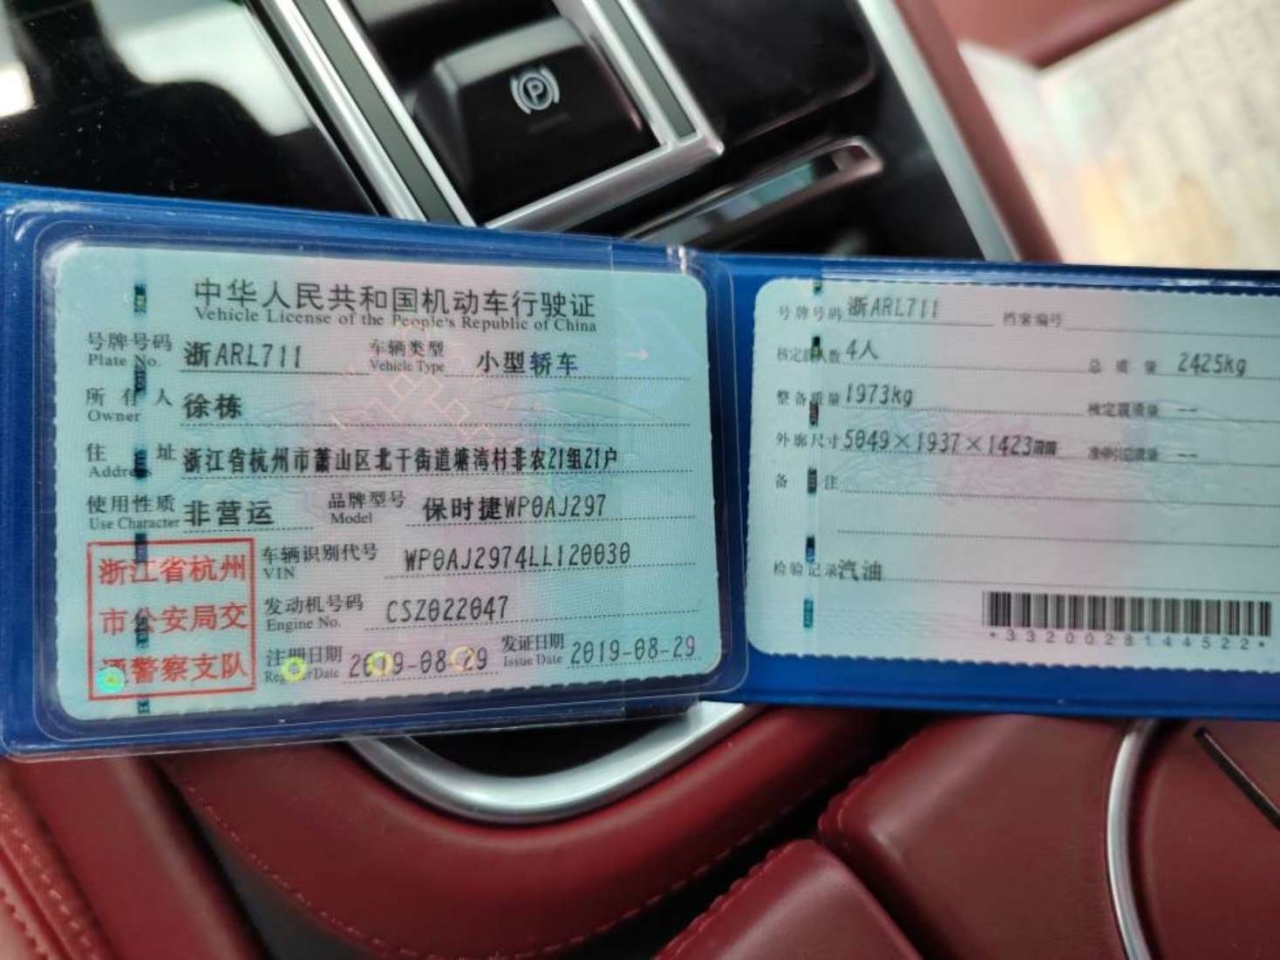 P
中华人民共和国机动车行驶证
Vehicle License of the People's Republic of China
号牌号码 浙ARL711 车辆类型 小型轿车
Plate No. Vehicle Type
所有人 徐栋
Owner
住址 浙江省杭州市萧山区北干街道塘湾村非农21组21户
Address
使用性质 非营运 品牌型号 保时捷WP0AJ297
Use Character Model
浙江省杭州市公安局交通警察支队
车辆识别代号 WP0AJ2974LL120030
VIN
发动机号码 CSZ022047
Engine No.
注册日期 2019-08-29 发证日期 2019-08-29
Register Date Issue Date
号牌号码 浙ARL711 档案编号
核定载人数 4人 总质量 2425kg
整备质量 1973kg 核定载质量 --
外廓尺寸 5049×1937×1423mm 准牵引总质量 --
备注
检验记录 汽油
*3320028144522*